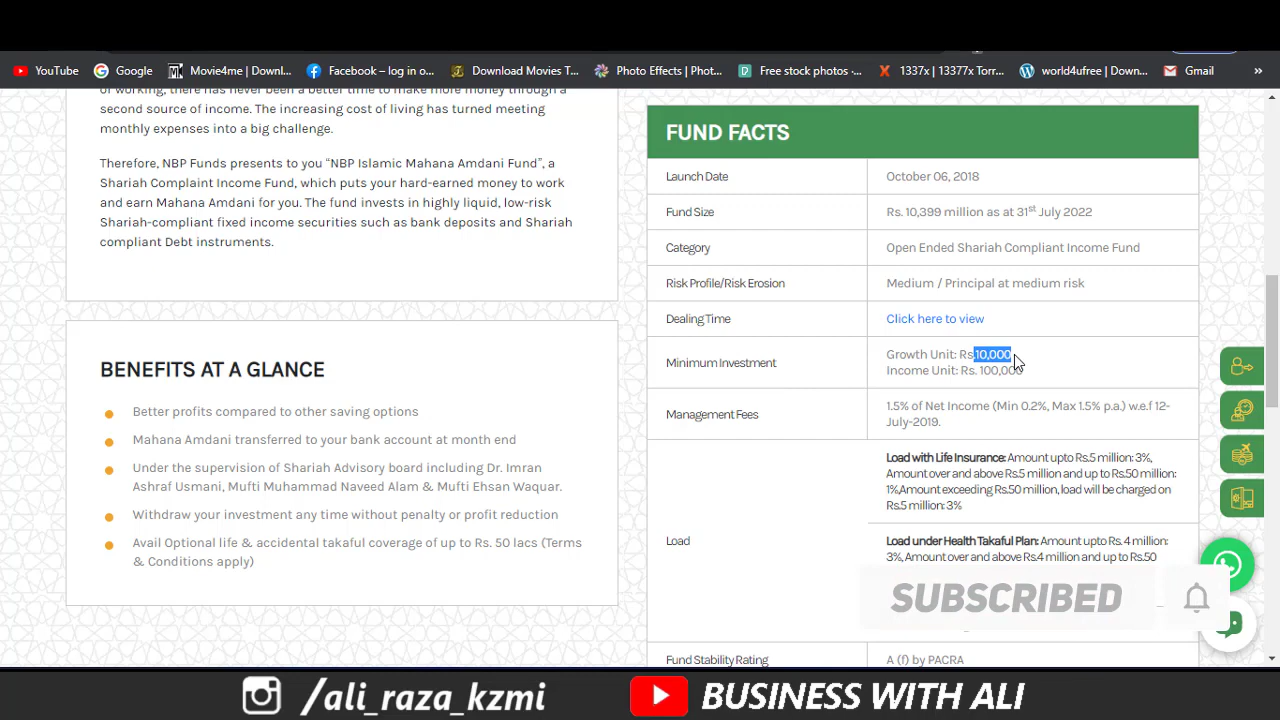 YouTube
Google
Movie4me | Downl...
Facebook – log in o...
Download Movies T...
Photo Effects | Phot...
Free stock photos -...
1337x | 13377x Torr...
world4ufree | Down...
Gmail
»
of working, there has never been a better time to make more money through a
second source of income. The increasing cost of living has turned meeting
monthly expenses into a big challenge.
Therefore, NBP Funds presents to you “NBP Islamic Mahana Amdani Fund”, a
Shariah Complaint Income Fund, which puts your hard-earned money to work
and earn Mahana Amdani for you. The fund invests in highly liquid, low-risk
Shariah-compliant fixed income securities such as bank deposits and Shariah
compliant Debt instruments.
BENEFITS AT A GLANCE
Better profits compared to other saving options
Mahana Amdani transferred to your bank account at month end
Under the supervision of Shariah Advisory board including Dr. Imran
Ashraf Usmani, Mufti Muhammad Naveed Alam & Mufti Ehsan Waquar.
Withdraw your investment any time without penalty or profit reduction
Avail Optional life & accidental takaful coverage of up to Rs. 50 lacs (Terms
& Conditions apply)
FUND FACTS
Launch Date
October 06, 2018
Fund Size
Rs. 10,399 million as at 31st July 2022
Category
Open Ended Shariah Compliant Income Fund
Risk Profile/Risk Erosion
Medium / Principal at medium risk
Dealing Time
Click here to view
Minimum Investment
Growth Unit: Rs.10,000
Income Unit: Rs. 100,000
Management Fees
1.5% of Net Income (Min 0.2%, Max 1.5% p.a.) w.e.f 12-
July-2019.
Load
Load with Life Insurance: Amount upto Rs.5 million: 3%,
Amount over and above Rs.5 million and up to Rs.50 million:
1%,Amount exceeding Rs.50 million, load will be charged on
Rs.5 million: 3%
Load under Health Takaful Plan: Amount upto Rs. 4 million:
3%, Amount over and above Rs.4 million and up to Rs.50
Fund Stability Rating
A (f) by PACRA
SUBSCRIBED
/ali_raza_kzmi
BUSINESS WITH ALI